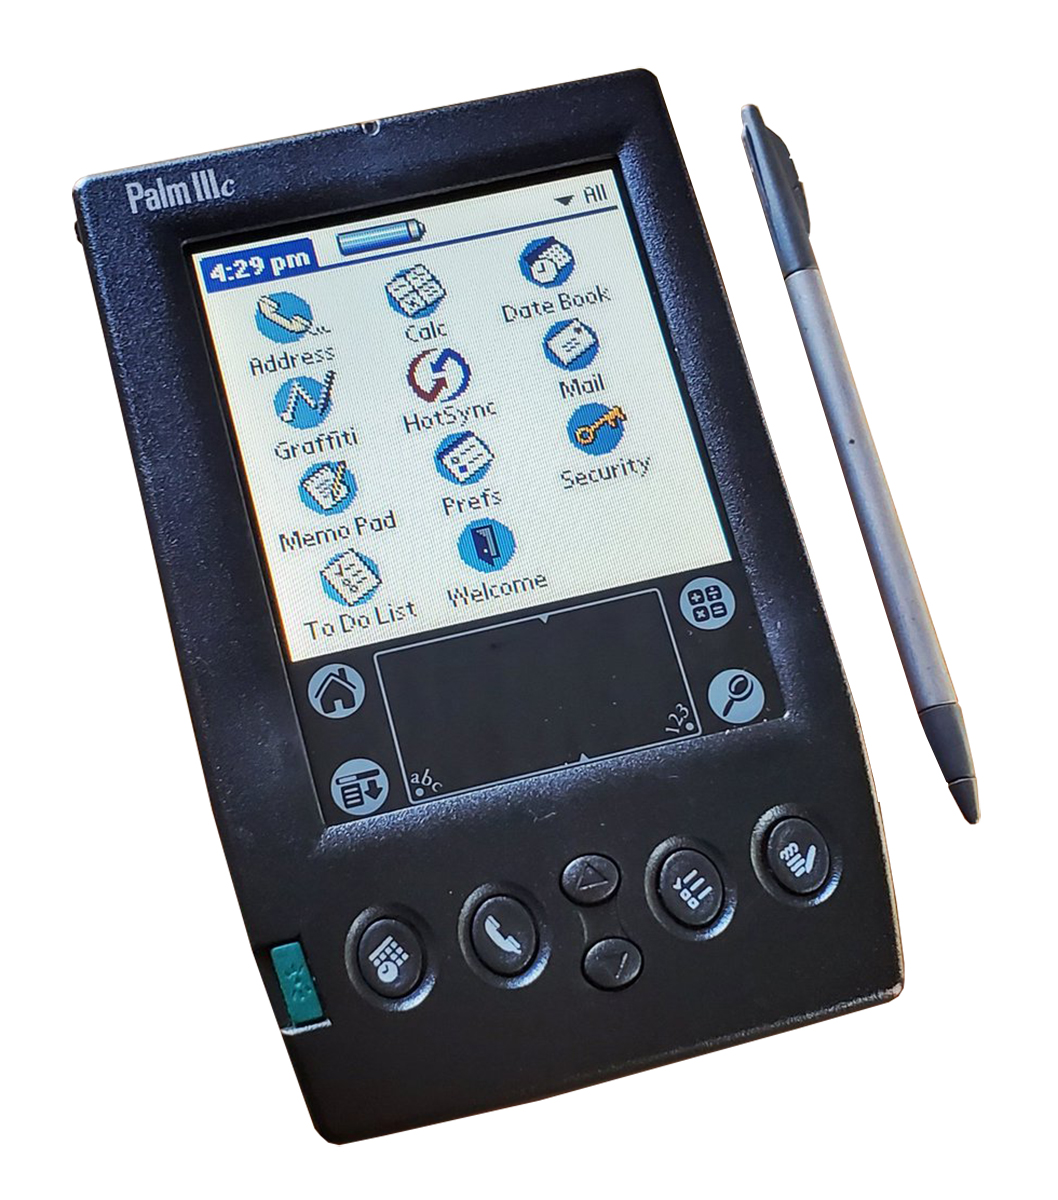 Palm IIIc
4:29 pm
All
Address
Calc
Date Book
Graffiti
HotSync
Mail
Memo Pad
Prefs
Security
To Do List
Welcome
abc
123